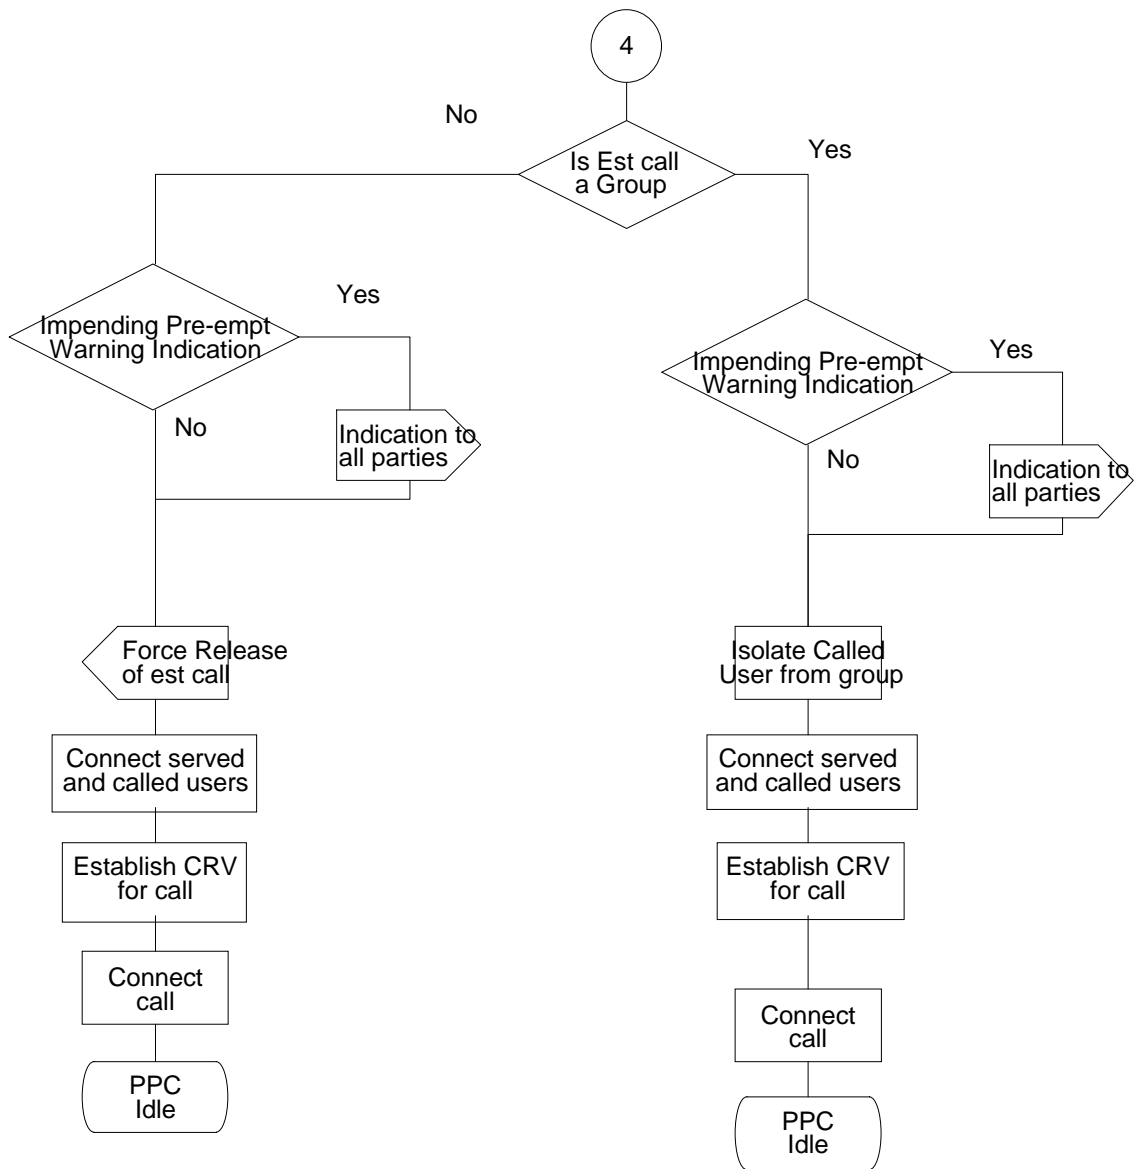 4
No
Is Est call
a Group
Yes
Impending Pre-empt
Warning Indication
Yes
No
Indication to
all parties
Force Release
of est call
Connect served
and called users
Establish CRV
for call
Connect
call
PPC
Idle
Impending Pre-empt
Warning Indication
Yes
No
Indication to
all parties
Isolate Called
User from group
Connect served
and called users
Establish CRV
for call
Connect
call
PPC
Idle